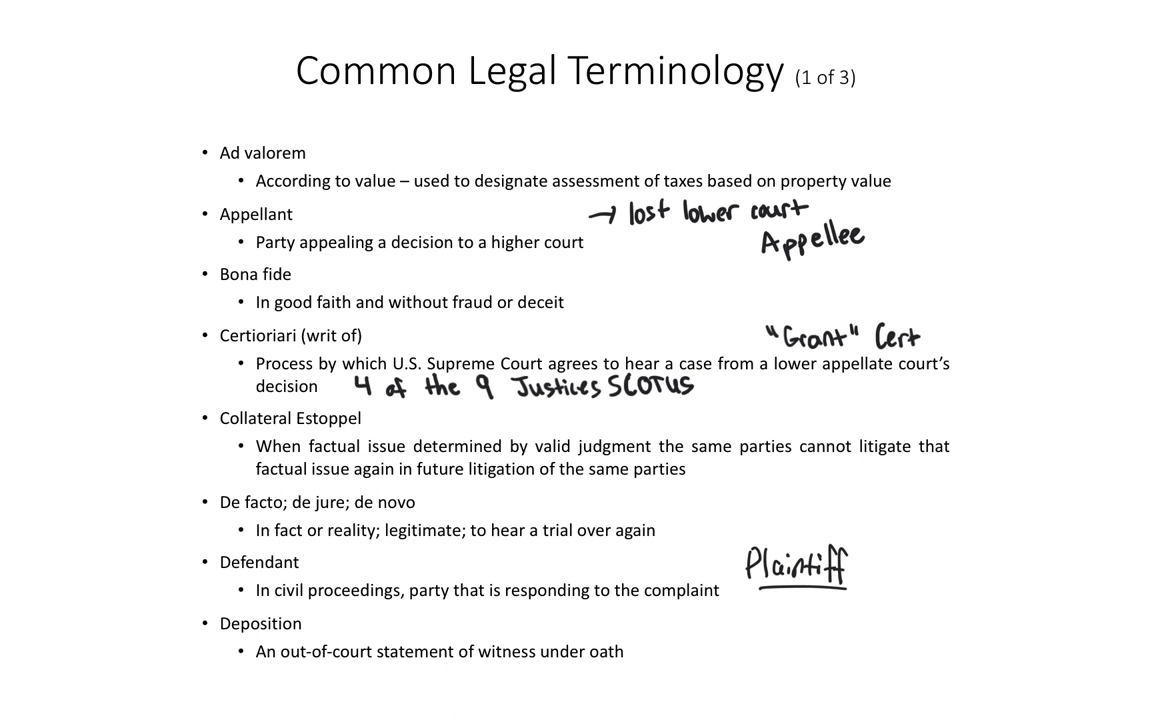 Common Legal Terminology (1 of 3)
• Ad valorem
• According to value – used to designate assessment of taxes based on property value
• Appellant → lost lower court
• Party appealing a decision to a higher court Appellee
• Bona fide
• In good faith and without fraud or deceit
• Certioriari (writ of) "Grant" Cert
• Process by which U.S. Supreme Court agrees to hear a case from a lower appellate court's
decision 4 of the 9 Justices SCOTUS
• Collateral Estoppel
• When factual issue determined by valid judgment the same parties cannot litigate that
factual issue again in future litigation of the same parties
• De facto; de jure; de novo
• In fact or reality; legitimate; to hear a trial over again
• Defendant Plaintiff
• In civil proceedings, party that is responding to the complaint
• Deposition
• An out-of-court statement of witness under oath